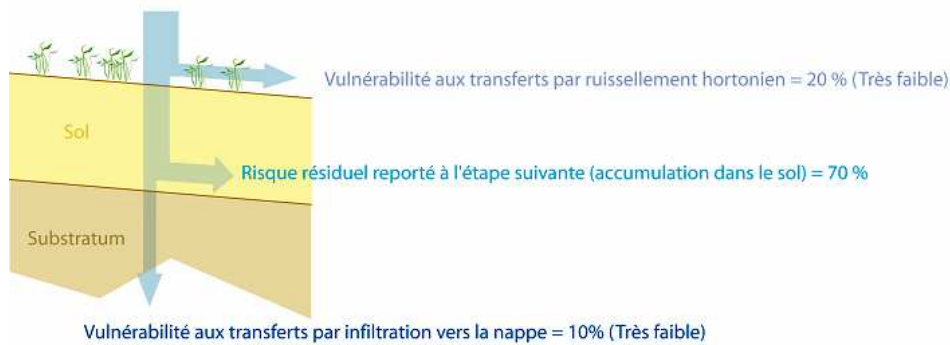 Vulnérabilité aux transferts par ruissellement hortonien = 20 % (Très faible)
Sol
Risque résiduel reporté à l'étape suivante (accumulation dans le sol) = 70 %
Substratum
Vulnérabilité aux transferts par infiltration vers la nappe = 10% (Très faible)